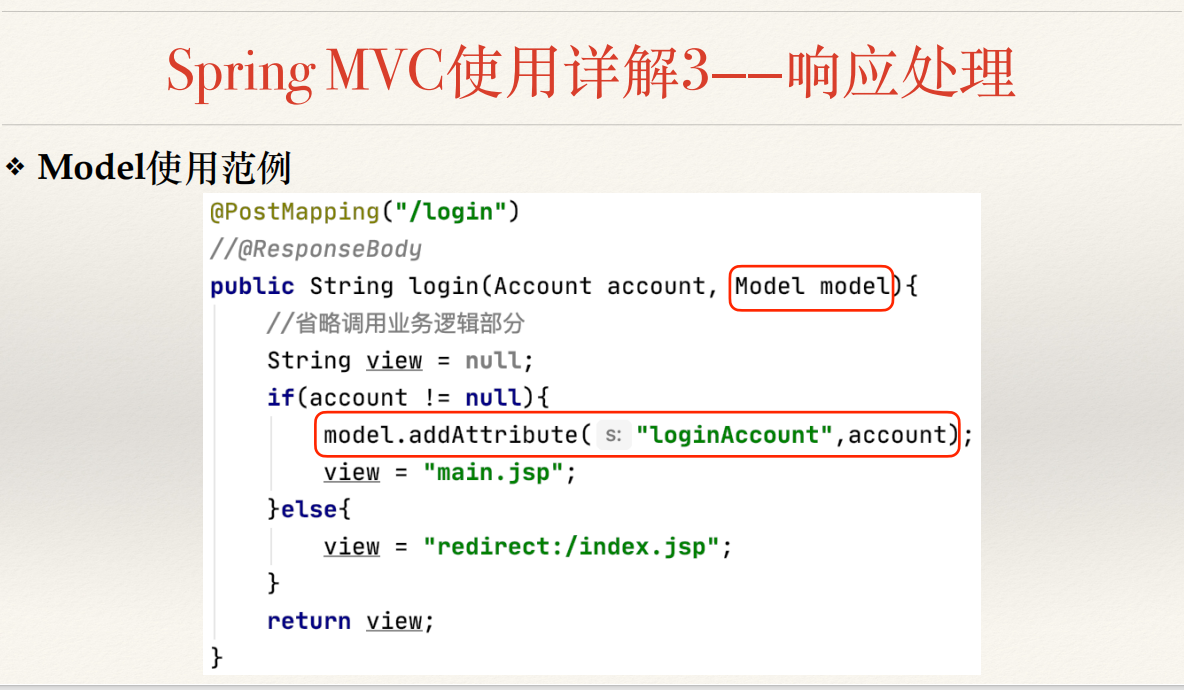 Spring MVC使用详解3——响应处理
❖ Model使用范例
@PostMapping("/login")
//@ResponseBody
public String login(Account account, Model model){
//省略调用业务逻辑部分
String view = null;
if(account != null){
model.addAttribute( s: "loginAccount",account);
view = "main.jsp";
}else{
view = "redirect:/index.jsp";
}
return view;
}